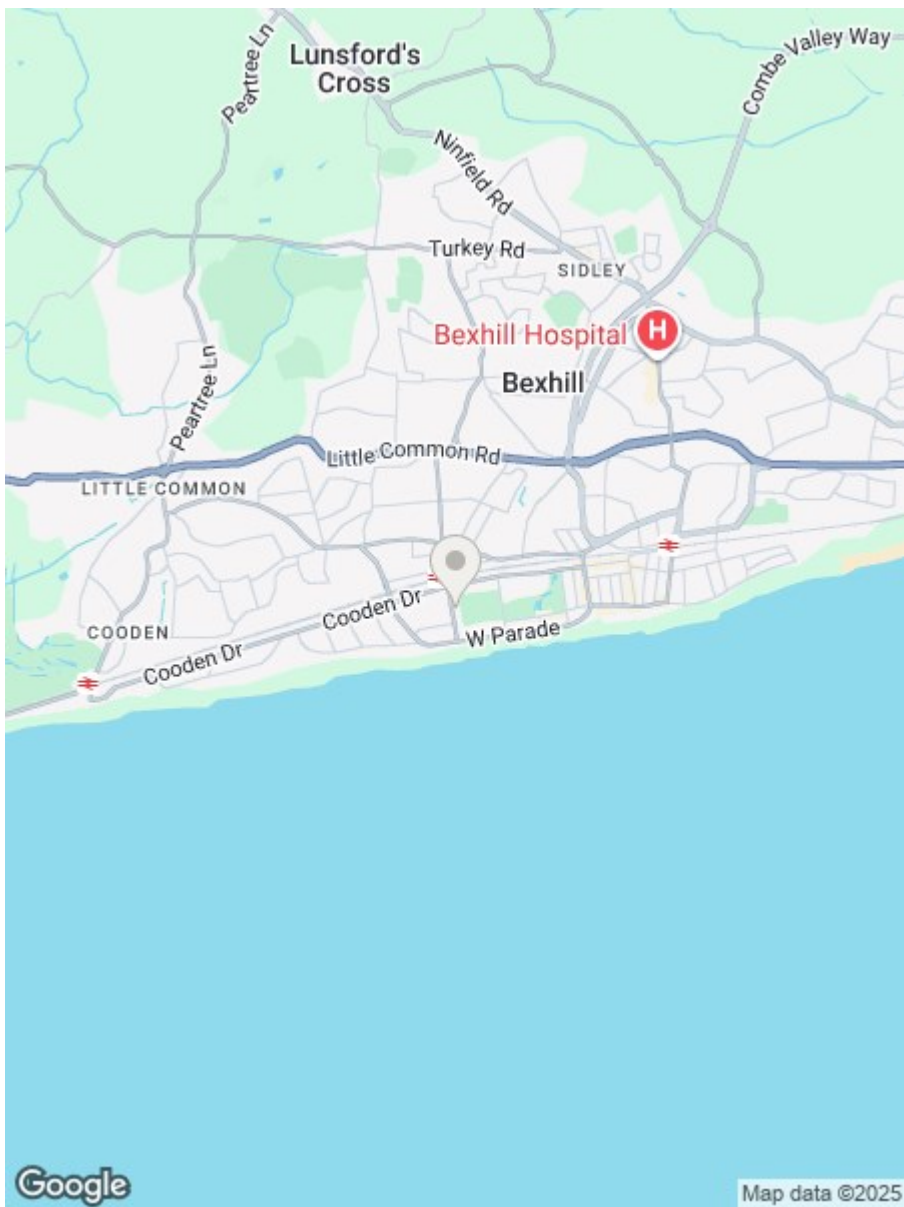 Lunsford's
Cross
Peartree Ln
Combe Valley Way
Ninfield Rd
Turkey Rd
SIDLEY
Bexhill Hospital
H
Bexhill
Peartree Ln
Little Common Rd
LITTLE COMMON
Cooden Dr
COODEN
W Parade
Cooden Dr
Google
Map data ©2025